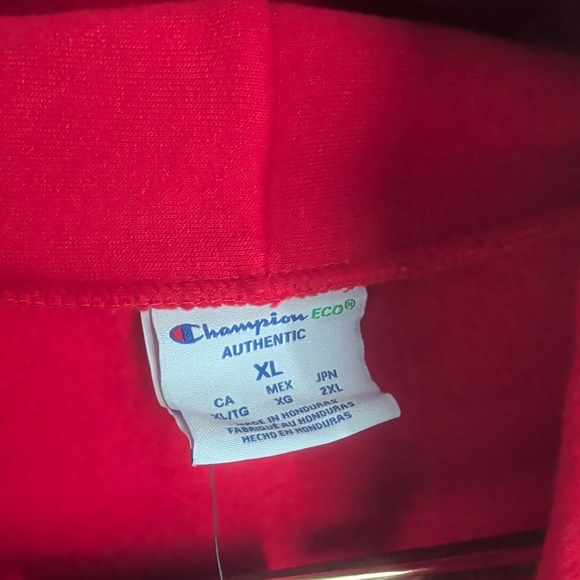 Champion ECO®
AUTHENTIC
XL
CA MEX JPN
XL/TG XG 2XL
MADE IN HONDURAS
FABRIQUÉ AU HONDURAS
HECHO EN HONDURAS